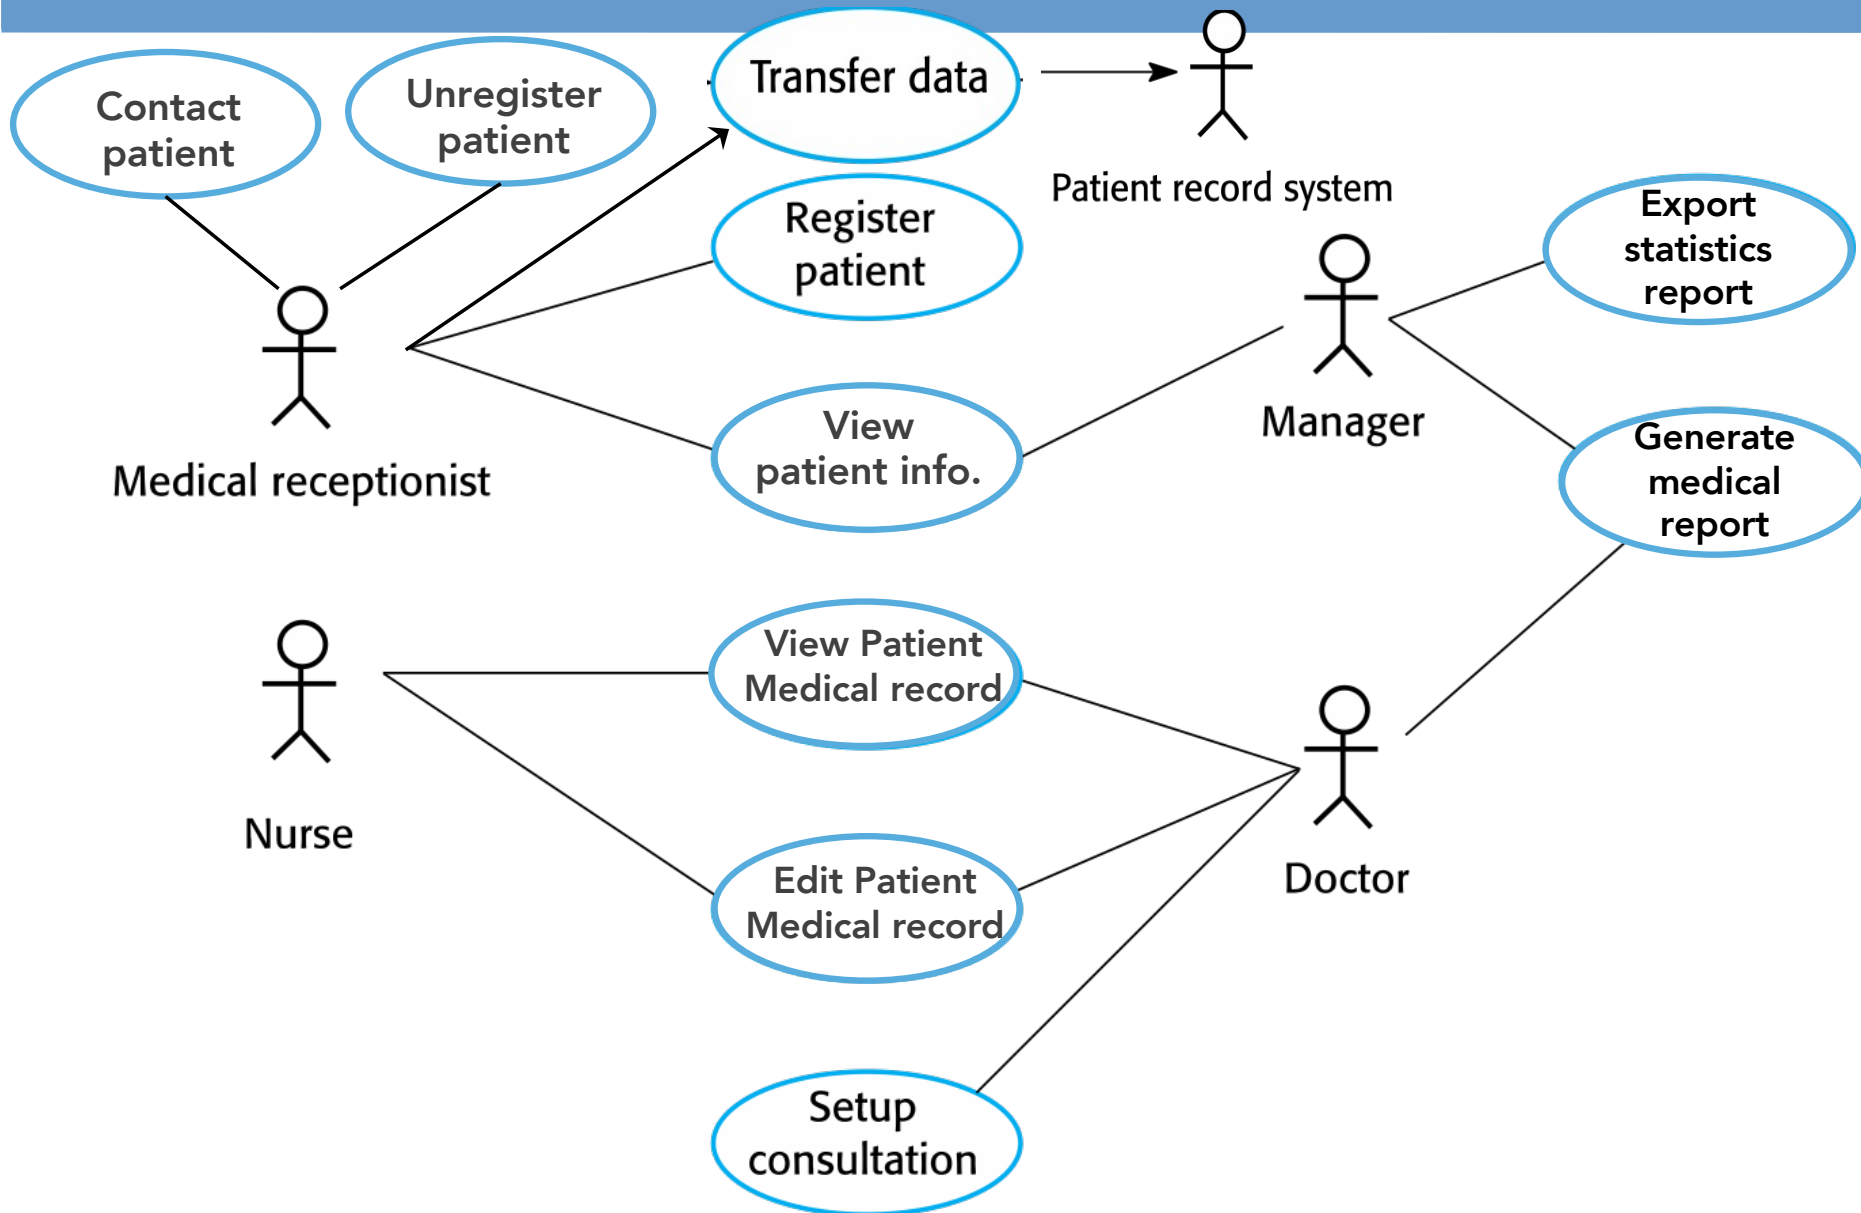 Contact
patient
Unregister
patient
Transfer data
Patient record system
Register
patient
Export
statistics
report
Medical receptionist
View
patient info.
Manager
Generate
medical
report
Nurse
View Patient
Medical record
Edit Patient
Medical record
Doctor
Setup
consultation